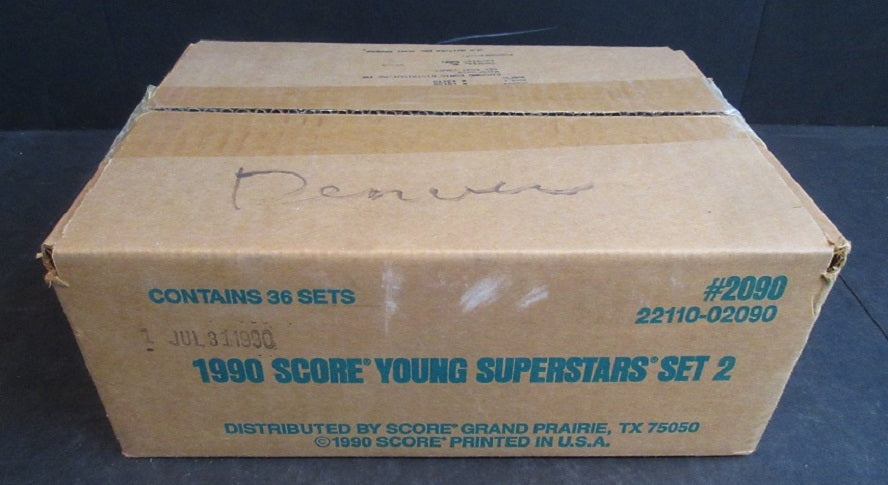 Denver
CONTAINS 36 SETS
#2090
22110-02090
1 JUL 31 1990
1990 SCORE® YOUNG SUPERSTARS® SET 2
DISTRIBUTED BY SCORE® GRAND PRAIRIE, TX 75050
©1990 SCORE® PRINTED IN U.S.A.